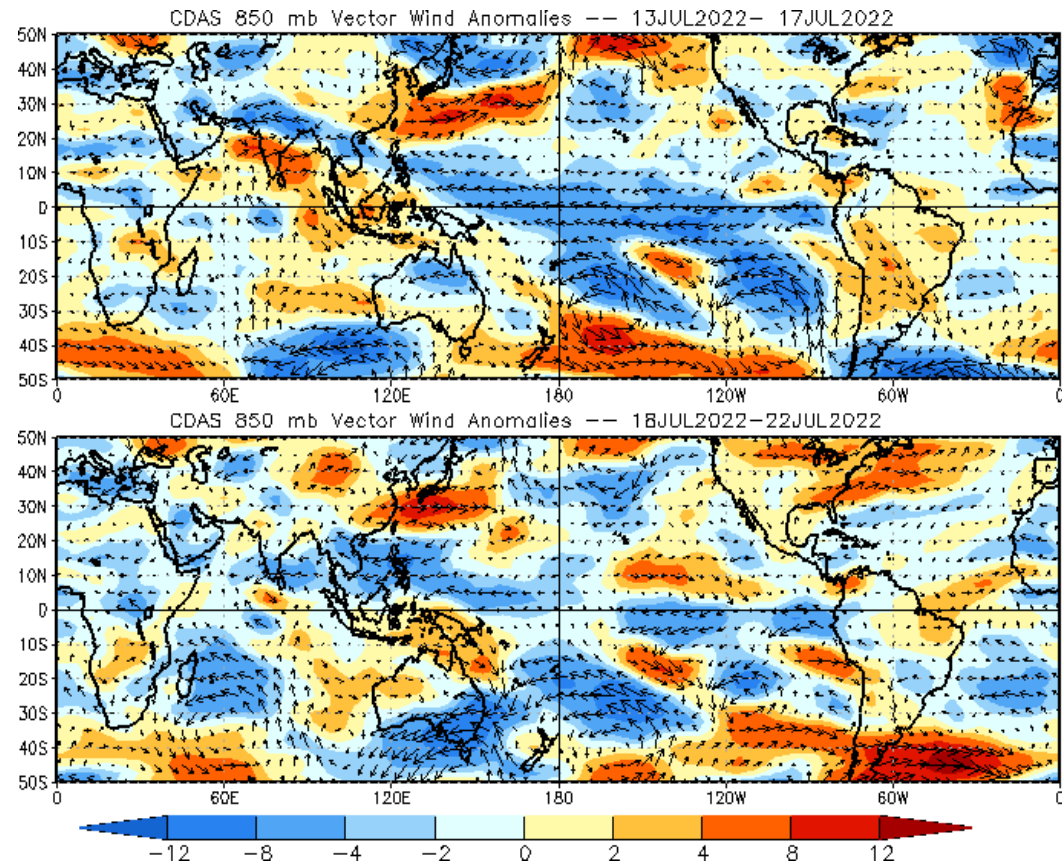 CDAS 850 mb Vector Wind Anomalies -- 13JUL2022- 17JUL2022
50N
40N
30N
20N
10N
0
10S
20S
30S
40S
50S
0 60E 120E 180 120W 60W 0
CDAS 850 mb Vector Wind Anomalies -- 18JUL2022-22JUL2022
50N
40N
30N
20N
10N
0
10S
20S
30S
40S
50S
0 60E 120E 180 120W 60W 0
-12 -8 -4 -2 0 2 4 8 12